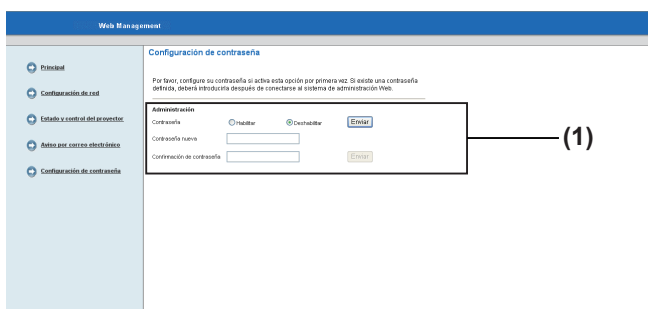 Web Management
Configuración de contraseña
Principal
Configuración de red
Estado y control del proyector
Aviso por correo electrónico
Configuración de contraseña
Por favor, configure su contraseña si activa esta opción por primera vez. Si existe una contraseña
definida, deberá introducirla después de conectarse al sistema de administración Web.
Administración
Contraseña Habilitar Deshabilitar Enviar
Contraseña nueva
Confirmación de contraseña Enviar
(1)